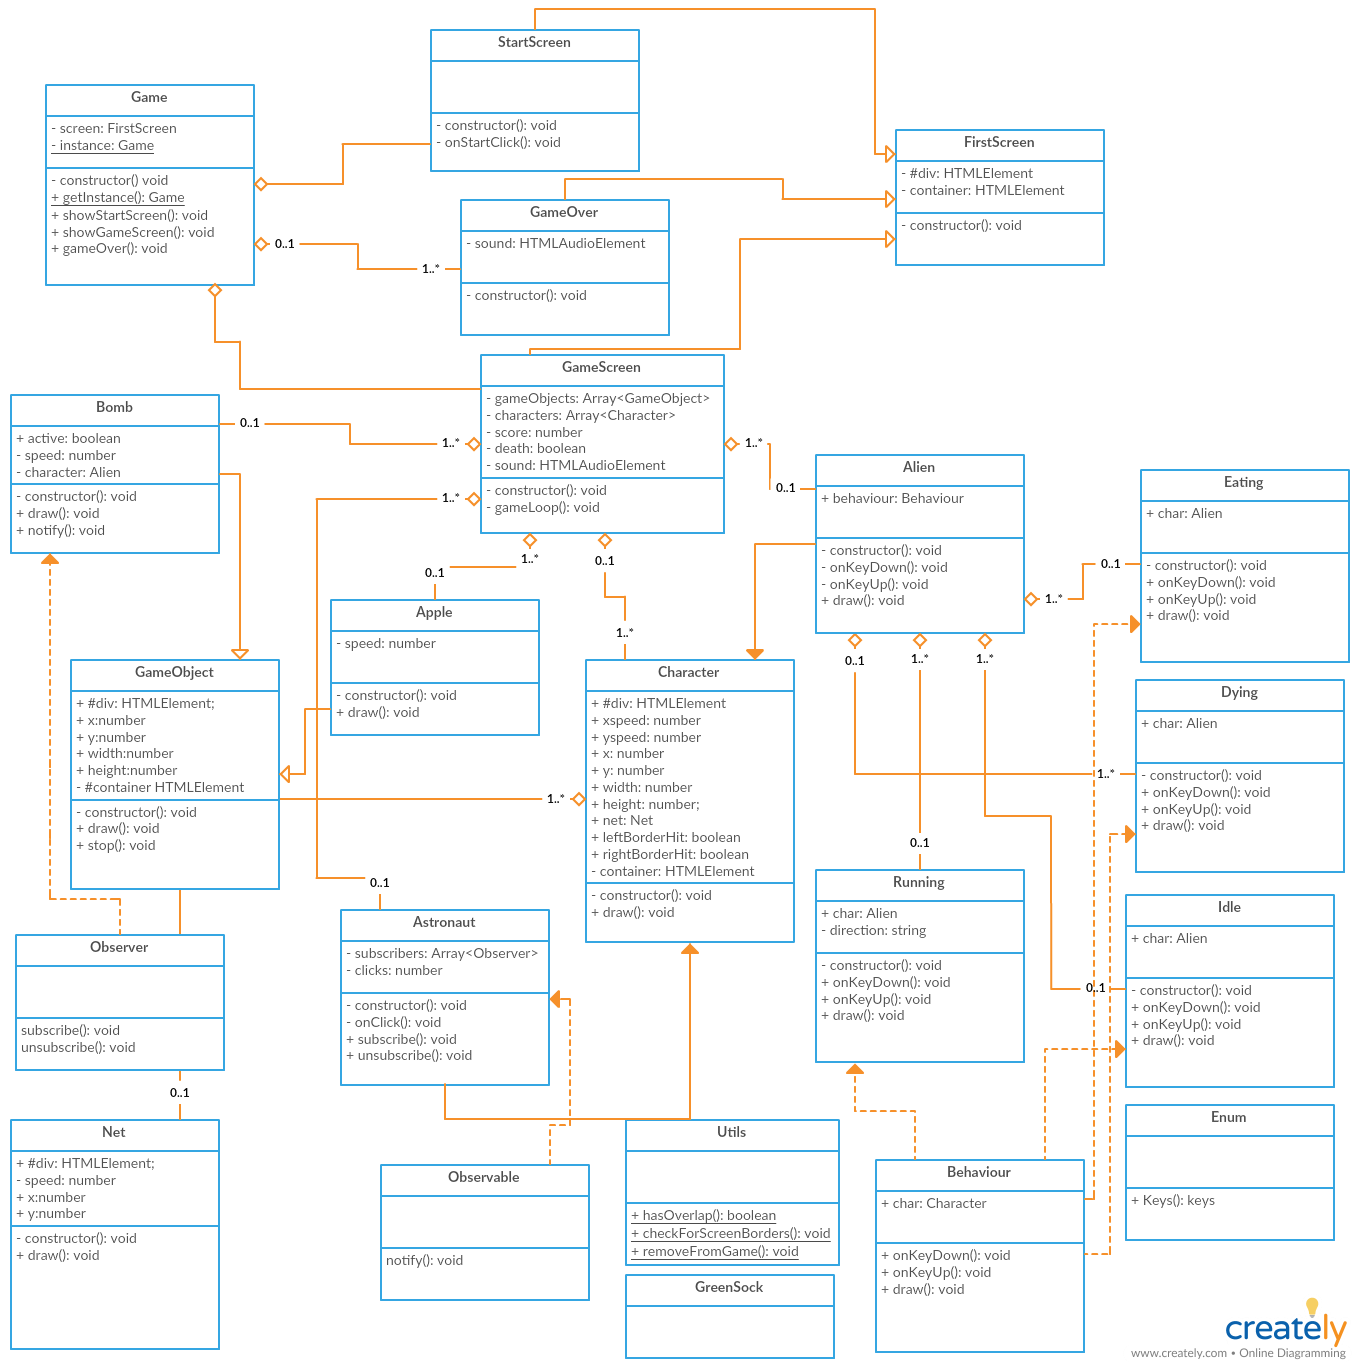 StartScreen
- constructor(): void
- onStartClick(): void
Game
- screen: FirstScreen
- instance: Game
- constructor() void
+ getInstance(): Game
+ showStartScreen(): void
+ showGameScreen(): void
+ gameOver(): void
FirstScreen
- #div: HTMLElement
- container: HTMLElement
- constructor(): void
GameOver
- sound: HTMLAudioElement
- constructor(): void
0..1
1..*
GameScreen
- gameObjects: Array<GameObject>
- characters: Array<Character>
- score: number
- death: boolean
- sound: HTMLAudioElement
- constructor(): void
- gameLoop(): void
Bomb
+ active: boolean
- speed: number
- character: Alien
- constructor(): void
+ draw(): void
+ notify(): void
0..1
1..*
1..*
1..*
0..1
Alien
+ behaviour: Behaviour
- constructor(): void
- onKeyDown(): void
- onKeyUp(): void
+ draw(): void
Eating
+ char: Alien
- constructor(): void
+ onKeyDown(): void
+ onKeyUp(): void
+ draw(): void
0..1
1..*
1..*
0..1
0..1
1..*
Apple
- speed: number
- constructor(): void
+ draw(): void
0..1
1..*
1..*
GameObject
+ #div: HTMLElement;
+ x:number
+ y:number
+ width:number
+ height:number
- #container HTMLElement
- constructor(): void
+ draw(): void
+ stop(): void
Character
+ #div: HTMLElement
+ xspeed: number
+ yspeed: number
+ x: number
+ y: number
+ width: number
+ height: number;
+ net: Net
+ leftBorderHit: boolean
+ rightBorderHit: boolean
- container: HTMLElement
- constructor(): void
+ draw(): void
1..*
Dying
+ char: Alien
- constructor(): void
+ onKeyDown(): void
+ onKeyUp(): void
+ draw(): void
1..*
0..1
Running
+ char: Alien
- direction: string
- constructor(): void
+ onKeyDown(): void
+ onKeyUp(): void
+ draw(): void
0..1
Astronaut
- subscribers: Array<Observer>
- clicks: number
- constructor(): void
- onClick(): void
+ subscribe(): void
+ unsubscribe(): void
Idle
+ char: Alien
- constructor(): void
+ onKeyDown(): void
+ onKeyUp(): void
+ draw(): void
0..1
Observer
subscribe(): void
unsubscribe(): void
0..1
Net
+ #div: HTMLElement;
- speed: number
+ x:number
+ y:number
- constructor(): void
+ draw(): void
Observable
notify(): void
Utils
+ hasOverlap(): boolean
+ checkForScreenBorders(): void
+ removeFromGame(): void
GreenSock
Behaviour
+ char: Character
+ onKeyDown(): void
+ onKeyUp(): void
+ draw(): void
Enum
+ Keys(): keys
creately
www.creately.com • Online Diagramming